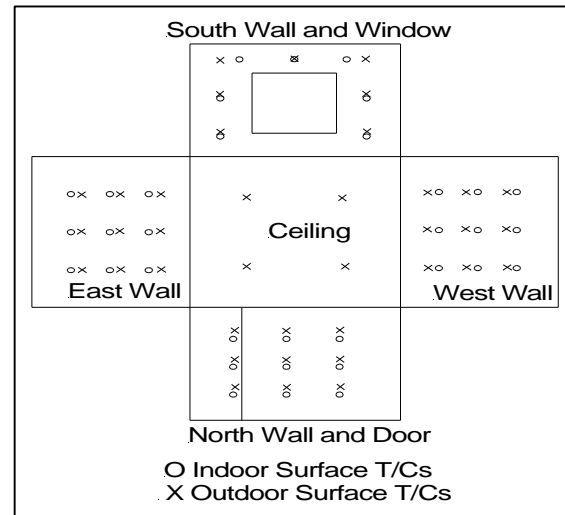 South Wall and Window
Ceiling
East Wall
West Wall
North Wall and Door
O Indoor Surface T/Cs
X Outdoor Surface T/Cs